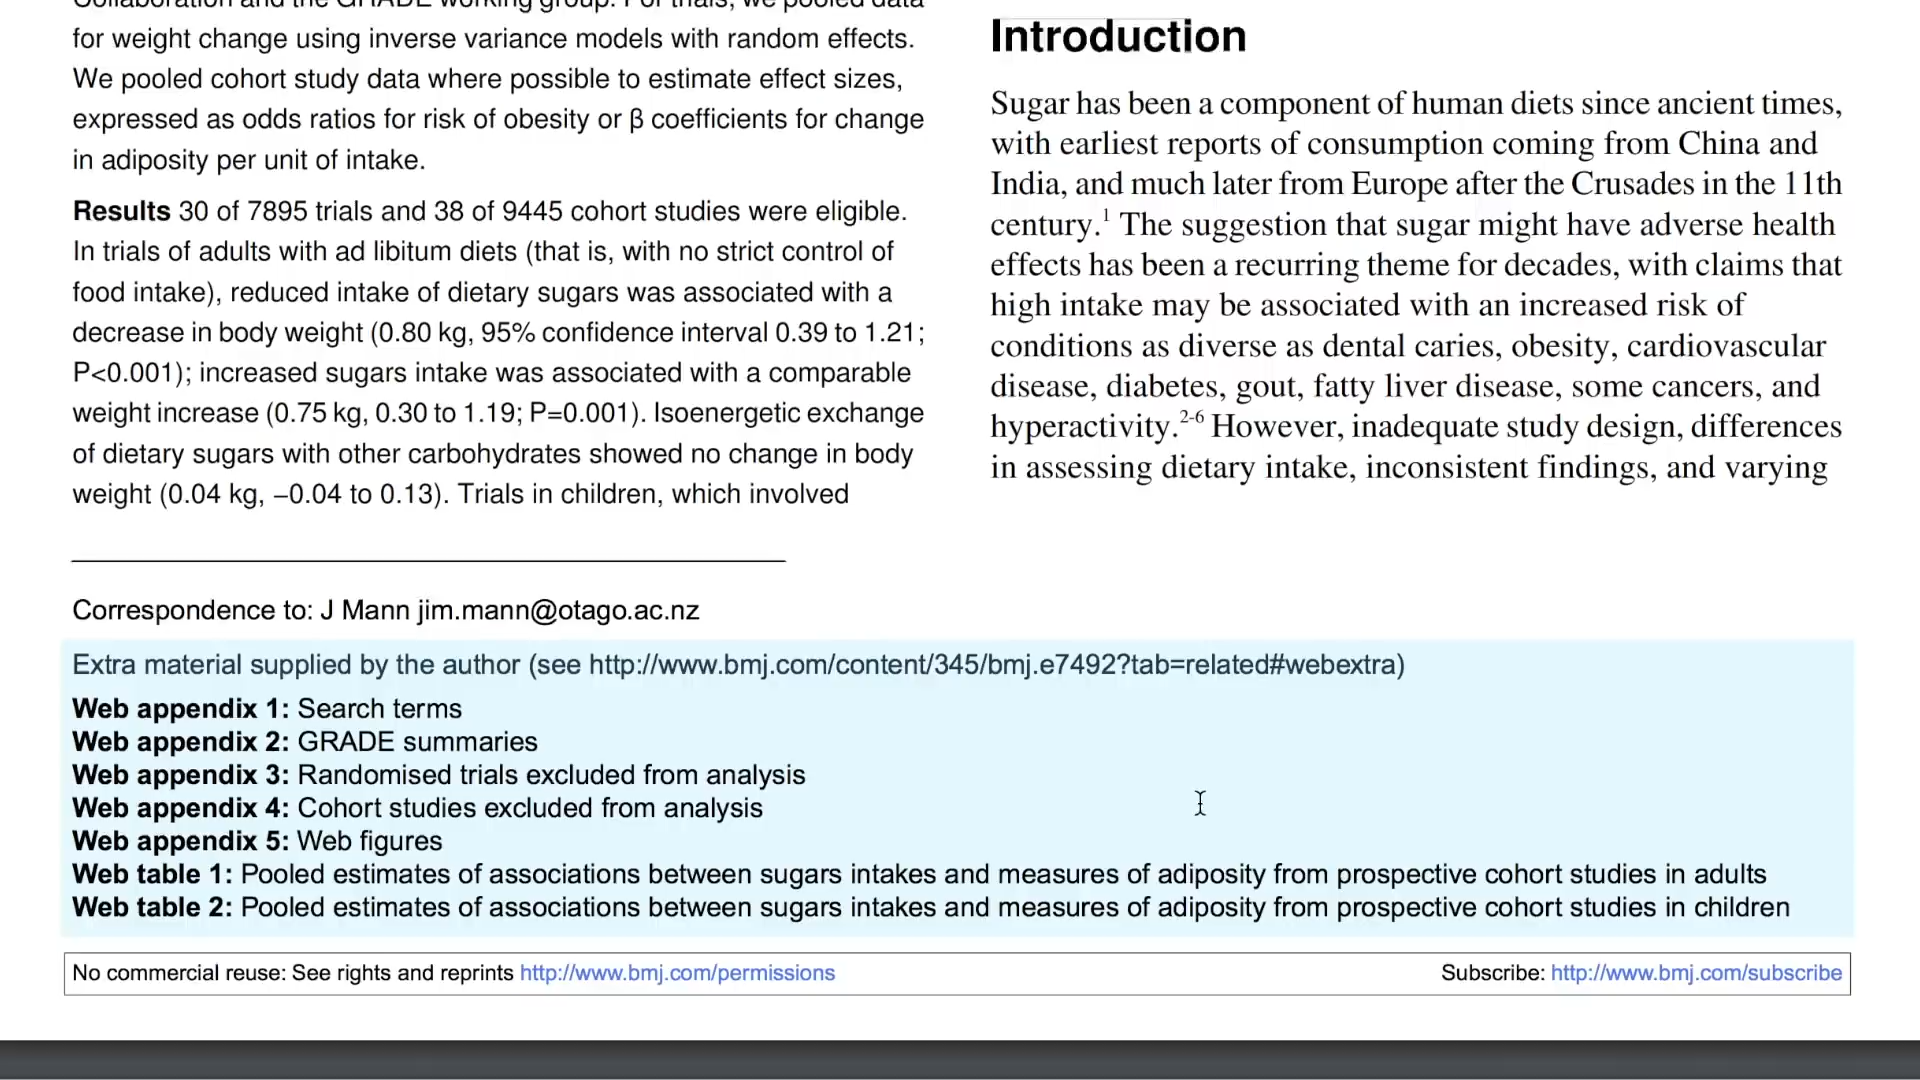 Collaboration and the GRADE working group. For trials, we pooled data
for weight change using inverse variance models with random effects.
We pooled cohort study data where possible to estimate effect sizes,
expressed as odds ratios for risk of obesity or β coefficients for change
in adiposity per unit of intake.
Results 30 of 7895 trials and 38 of 9445 cohort studies were eligible.
In trials of adults with ad libitum diets (that is, with no strict control of
food intake), reduced intake of dietary sugars was associated with a
decrease in body weight (0.80 kg, 95% confidence interval 0.39 to 1.21;
P<0.001); increased sugars intake was associated with a comparable
weight increase (0.75 kg, 0.30 to 1.19; P=0.001). Isoenergetic exchange
of dietary sugars with other carbohydrates showed no change in body
weight (0.04 kg, −0.04 to 0.13). Trials in children, which involved
Introduction
Sugar has been a component of human diets since ancient times,
with earliest reports of consumption coming from China and
India, and much later from Europe after the Crusades in the 11th
century.1 The suggestion that sugar might have adverse health
effects has been a recurring theme for decades, with claims that
high intake may be associated with an increased risk of
conditions as diverse as dental caries, obesity, cardiovascular
disease, diabetes, gout, fatty liver disease, some cancers, and
hyperactivity.2-6 However, inadequate study design, differences
in assessing dietary intake, inconsistent findings, and varying
Correspondence to: J Mann jim.mann@otago.ac.nz
Extra material supplied by the author (see http://www.bmj.com/content/345/bmj.e7492?tab=related#webextra)
Web appendix 1: Search terms
Web appendix 2: GRADE summaries
Web appendix 3: Randomised trials excluded from analysis
Web appendix 4: Cohort studies excluded from analysis
Web appendix 5: Web figures
Web table 1: Pooled estimates of associations between sugars intakes and measures of adiposity from prospective cohort studies in adults
Web table 2: Pooled estimates of associations between sugars intakes and measures of adiposity from prospective cohort studies in children
No commercial reuse: See rights and reprints http://www.bmj.com/permissions
Subscribe: http://www.bmj.com/subscribe